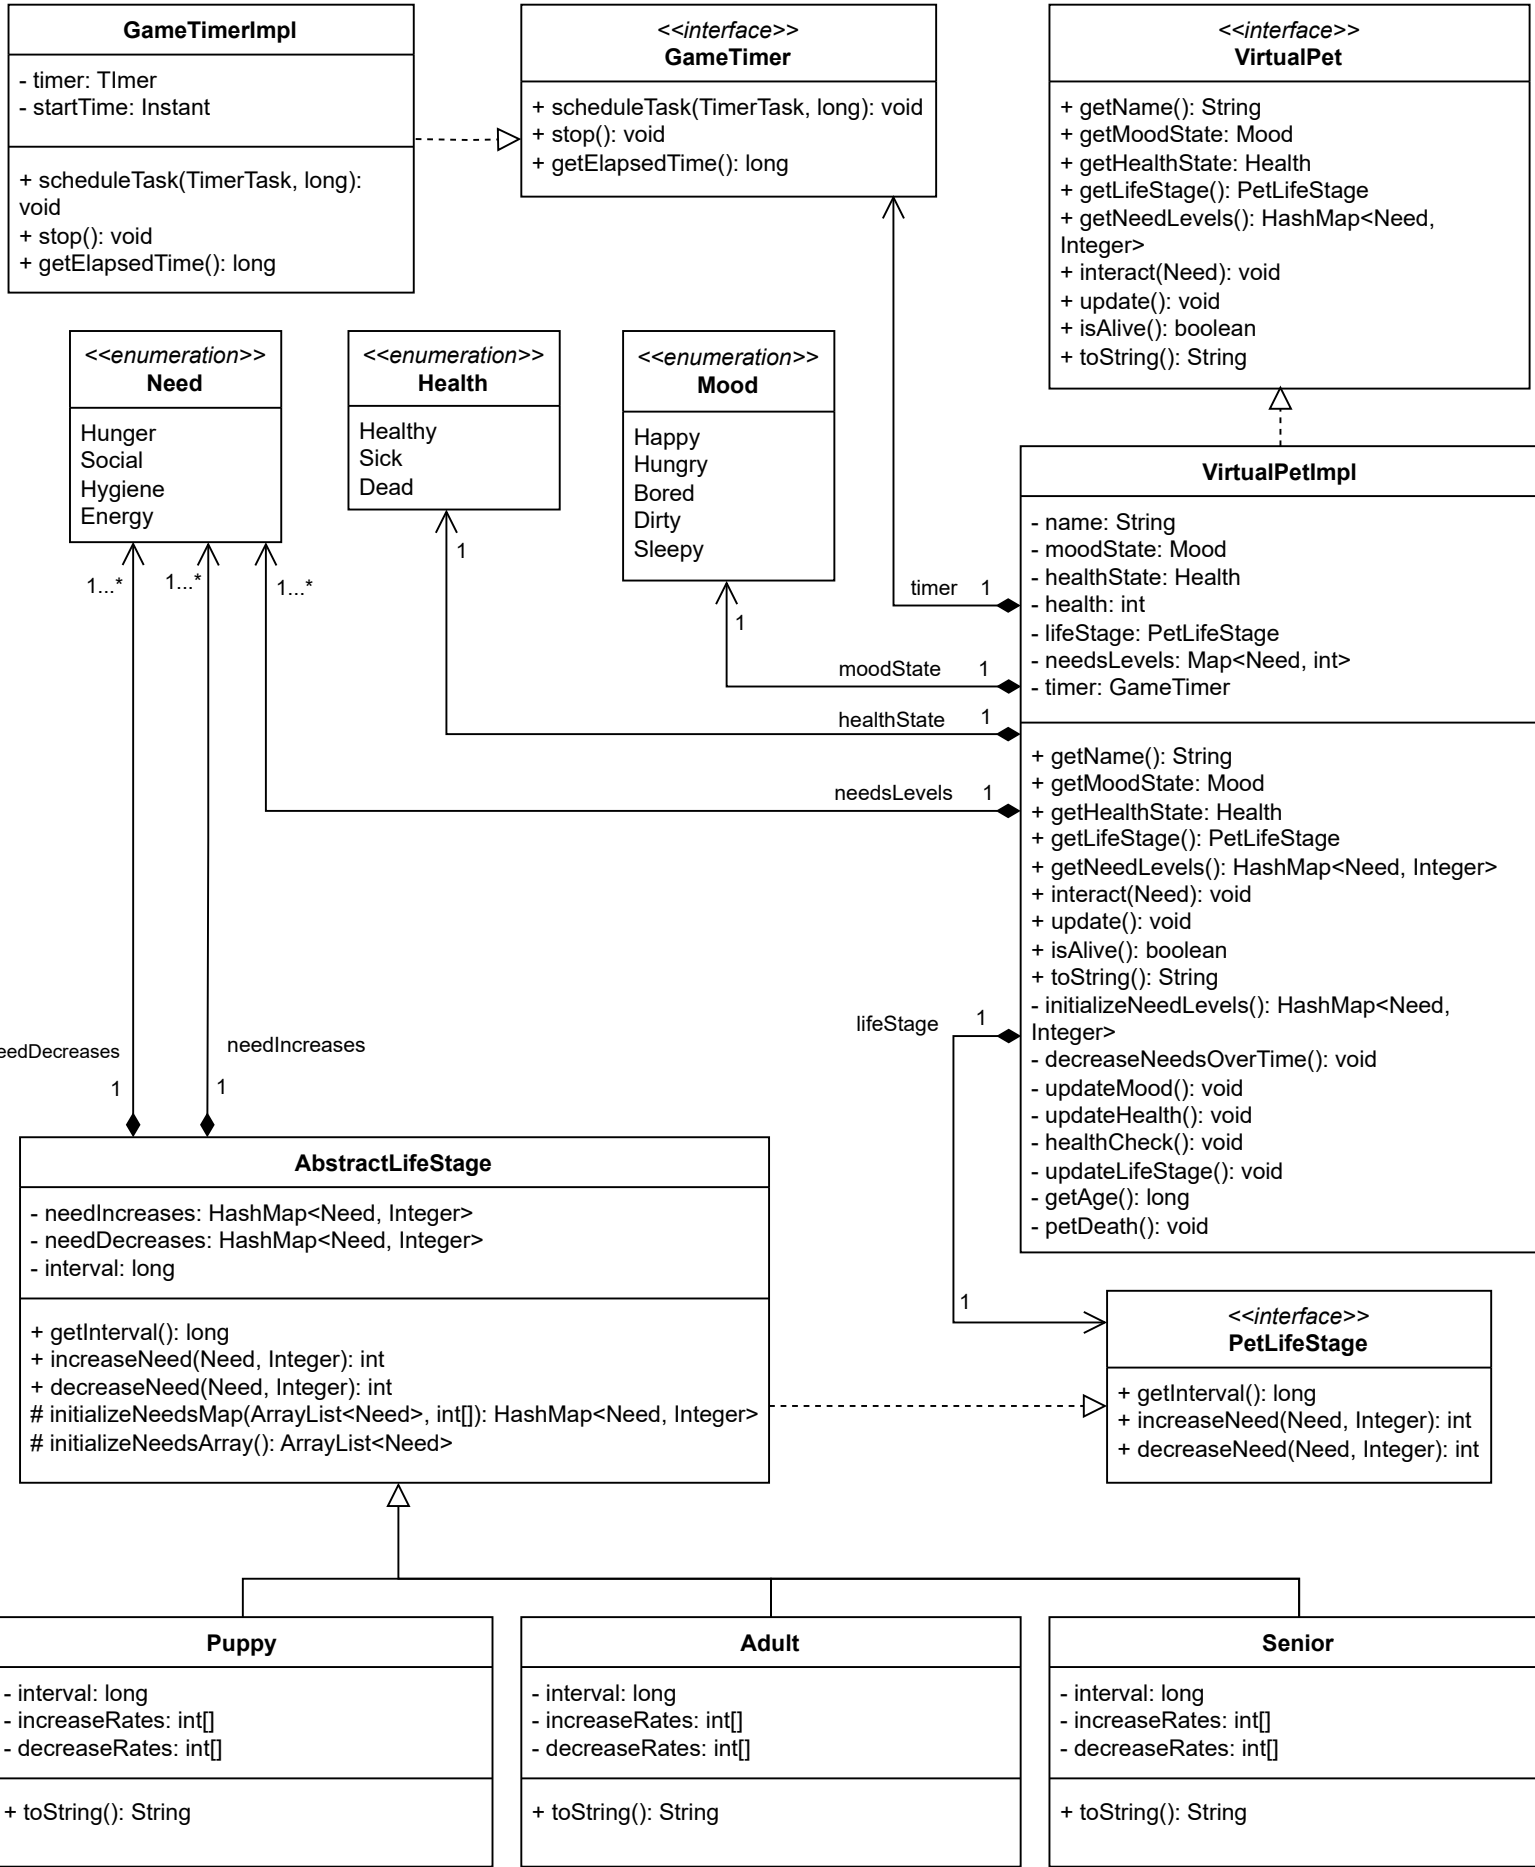 GameTimerImpl
- timer: TImer
- startTime: Instant
+ scheduleTask(TimerTask, long):
void
+ stop(): void
+ getElapsedTime(): long
<<interface>>
GameTimer
+ scheduleTask(TimerTask, long): void
+ stop(): void
+ getElapsedTime(): long
<<interface>>
VirtualPet
+ getName(): String
+ getMoodState: Mood
+ getHealthState: Health
+ getLifeStage(): PetLifeStage
+ getNeedLevels(): HashMap<Need,
Integer>
+ interact(Need): void
+ update(): void
+ isAlive(): boolean
+ toString(): String
<<enumeration>>
Need
Hunger
Social
Hygiene
Energy
<<enumeration>>
Health
Healthy
Sick
Dead
<<enumeration>>
Mood
Happy
Hungry
Bored
Dirty
Sleepy
VirtualPetImpl
- name: String
- moodState: Mood
- healthState: Health
- health: int
- lifeStage: PetLifeStage
- needsLevels: Map<Need, int>
- timer: GameTimer
+ getName(): String
+ getMoodState: Mood
+ getHealthState: Health
+ getLifeStage(): PetLifeStage
+ getNeedLevels(): HashMap<Need, Integer>
+ interact(Need): void
+ update(): void
+ isAlive(): boolean
+ toString(): String
- initializeNeedLevels(): HashMap<Need,
Integer>
- decreaseNeedsOverTime(): void
- updateMood(): void
- updateHealth(): void
- healthCheck(): void
- updateLifeStage(): void
- getAge(): long
- petDeath(): void
1...*
1...*
1...*
1
1
timer 1
moodState 1
healthState 1
needsLevels 1
lifeStage 1
1
eedDecreases
1
needIncreases
1
AbstractLifeStage
- needIncreases: HashMap<Need, Integer>
- needDecreases: HashMap<Need, Integer>
- interval: long
+ getInterval(): long
+ increaseNeed(Need, Integer): int
+ decreaseNeed(Need, Integer): int
# initializeNeedsMap(ArrayList<Need>, int[]): HashMap<Need, Integer>
# initializeNeedsArray(): ArrayList<Need>
<<interface>>
PetLifeStage
+ getInterval(): long
+ increaseNeed(Need, Integer): int
+ decreaseNeed(Need, Integer): int
Puppy
- interval: long
- increaseRates: int[]
- decreaseRates: int[]
+ toString(): String
Adult
- interval: long
- increaseRates: int[]
- decreaseRates: int[]
+ toString(): String
Senior
- interval: long
- increaseRates: int[]
- decreaseRates: int[]
+ toString(): String